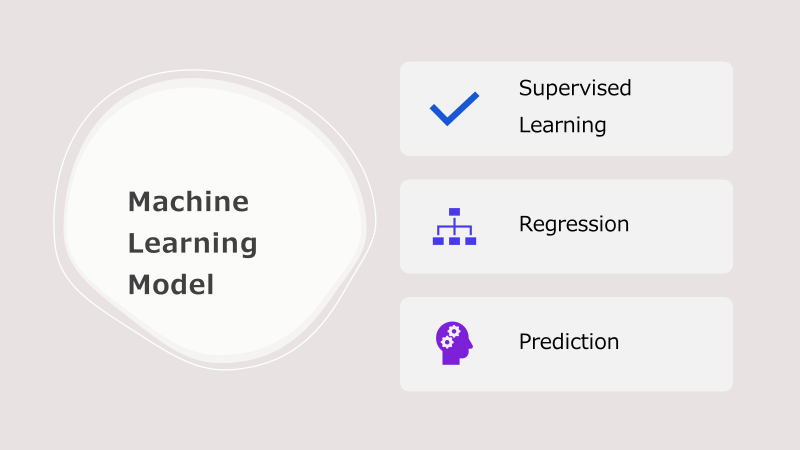 Machine
Learning
Model
Supervised
Learning
Regression
Prediction